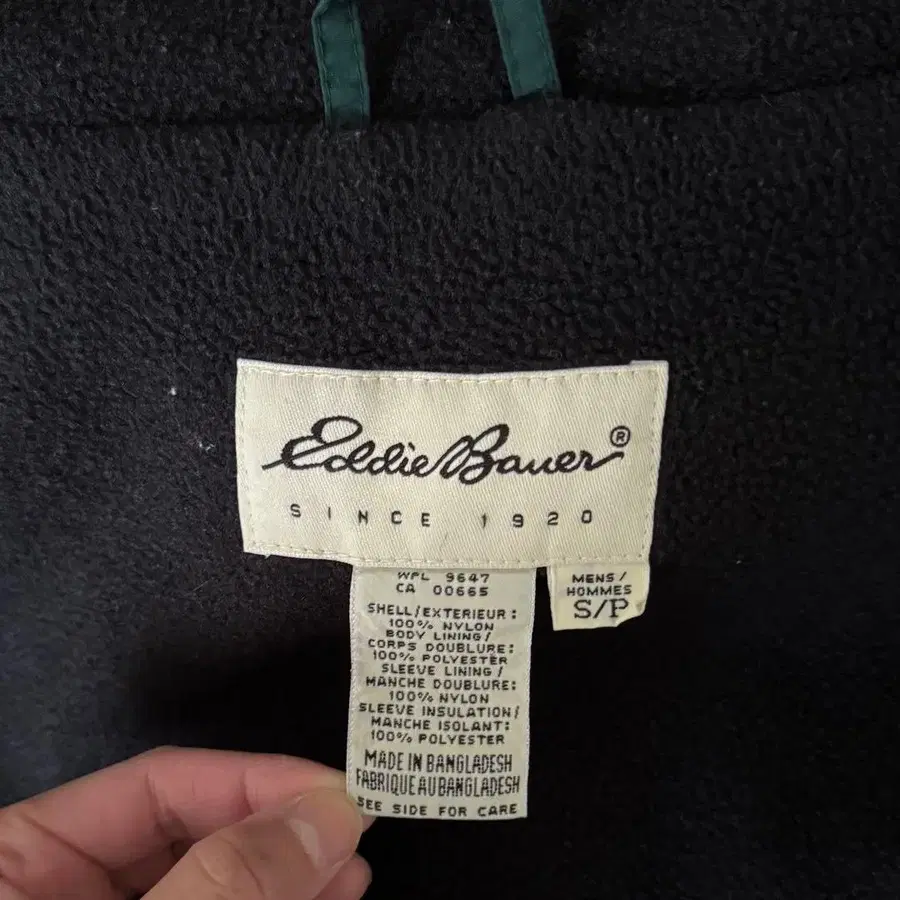 Eddie Bauer®
SINCE 1920
WPL 9647
CA 00665
SHELL/EXTERIEUR:
100% NYLON
BODY LINING/
CORPS DOUBLURE:
100% POLYESTER
SLEEVE LINING/
MANCHE DOUBLURE:
100% NYLON
SLEEVE INSULATION/
MANCHE ISOLANT:
100% POLYESTER
MADE IN BANGLADESH
FABRIQUE AU BANGLADESH
SEE SIDE FOR CARE
MENS/
HOMMES
S/P